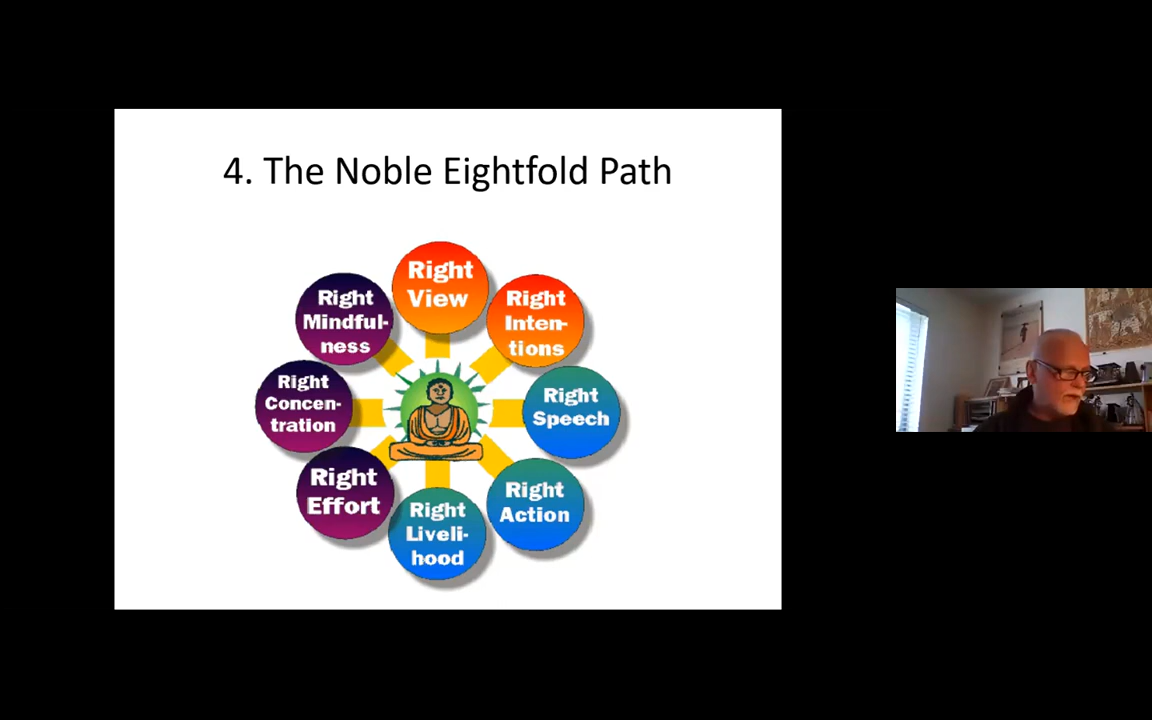 4. The Noble Eightfold Path
Right
View
Right
Inten-
tions
Right
Speech
Right
Action
Right
Liveli-
hood
Right
Effort
Right
Concen-
tration
Right
Mindful-
ness